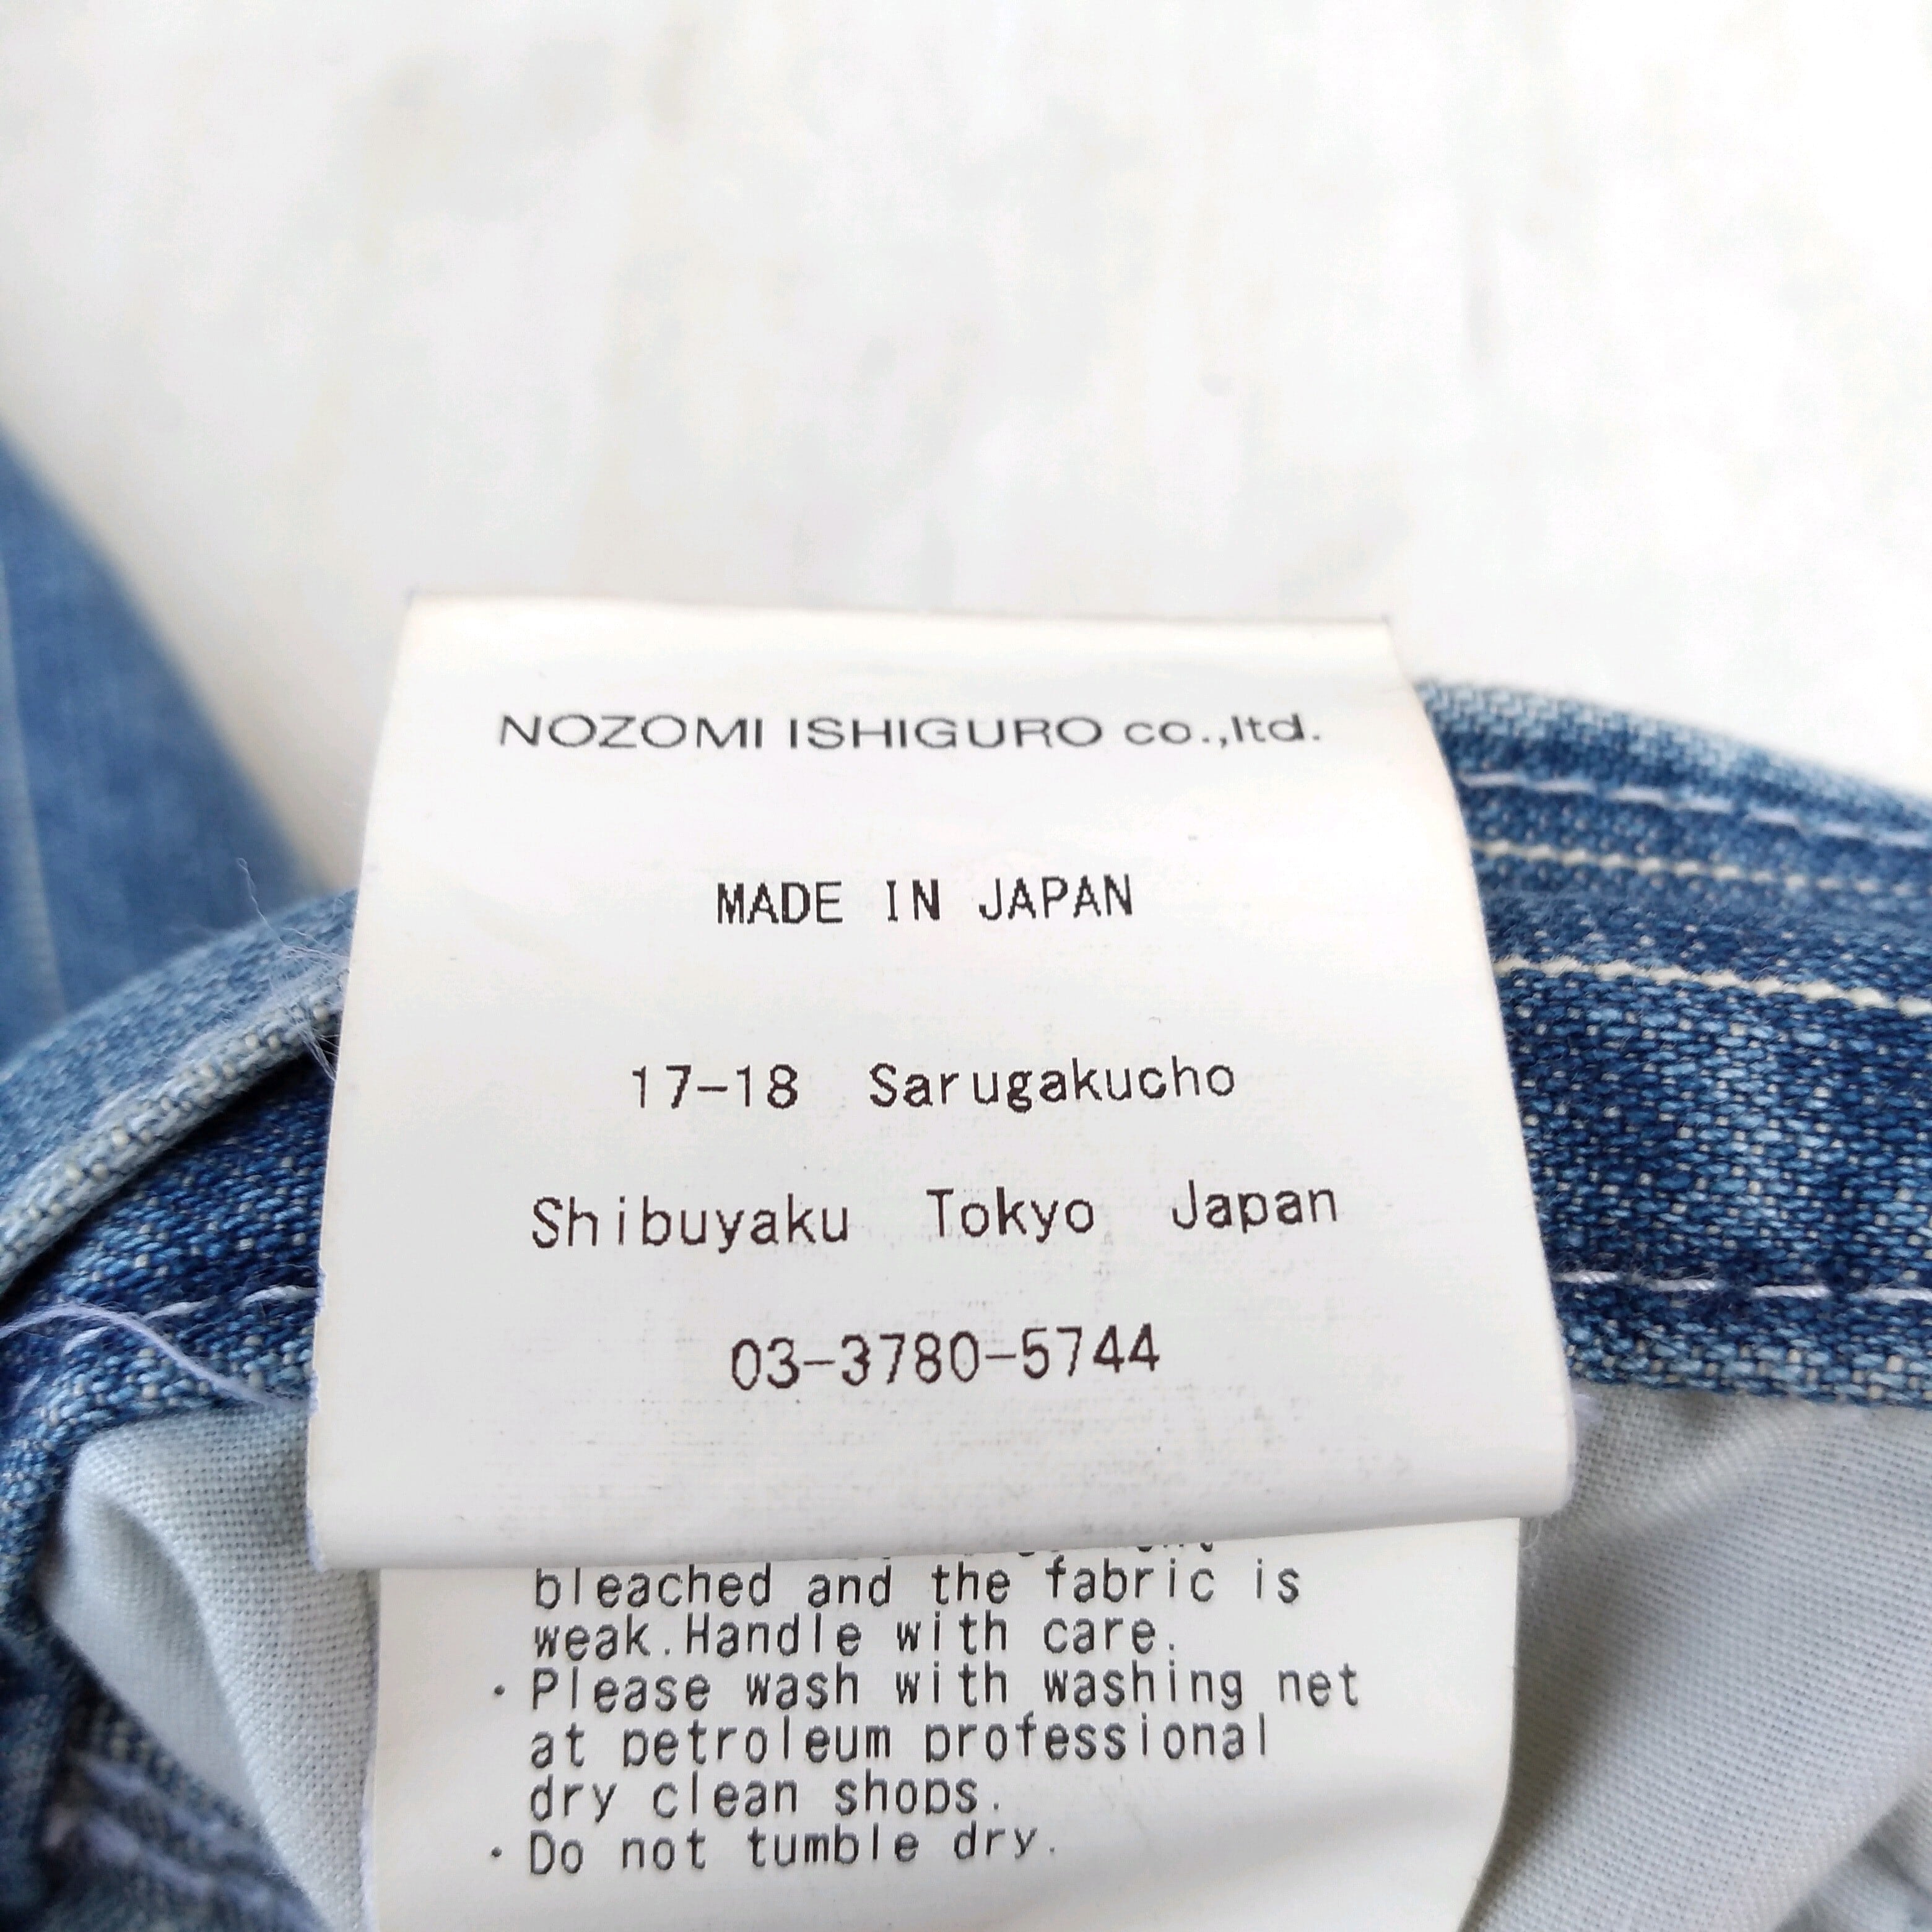 NOZOMI ISHIGURO co.,ltd.
MADE IN JAPAN
17-18 Sarugakucho
Shibuyaku Tokyo Japan
03-3780-5744
bleached and the fabric is
weak.Handle with care.
・Please wash with washing net
at petroleum professional
dry clean shops.
・Do not tumble dry.